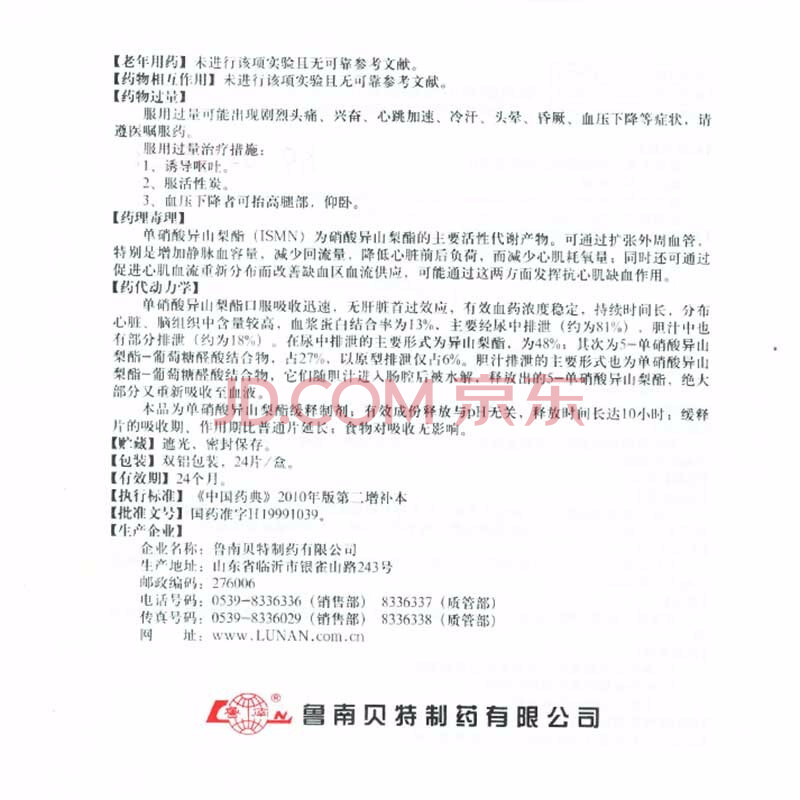 【老年用药】未进行该项实验且无可靠参考文献。
【药物相互作用】未进行该项实验且无可靠参考文献。
【药物过量】
服用过量可能出现剧烈头痛、兴奋、心跳加速、冷汗、头晕、昏厥、血压下降等症状，请
遵医嘱服药。
服用过量治疗措施：
1、诱导呕吐。
2、服活性炭。
3、血压下降者可抬高腿部，仰卧。
【药理毒理】
单硝酸异山梨酯（ISMN）为硝酸异山梨酯的主要活性代谢产物。可通过扩张外周血管，
特别是增加静脉血容量，减少回流量，降低心脏前后负荷，而减少心肌耗氧量；同时还可通过
促进心肌血流重新分布而改善缺血区血流供应，可能通过这两方面发挥抗心肌缺血作用。
【药代动力学】
单硝酸异山梨酯口服吸收迅速，无肝脏首过效应，有效血药浓度稳定，持续时间长，分布
心脏、脑组织中含量较高，血浆蛋白结合率为13%，主要经尿中排泄（约为81%），胆汁中也
有部分排泄（约为18%）。在尿中排泄的主要形式为异山梨酯，为48%；其次为5-单硝酸异山
梨酯-葡萄糖醛酸结合物，占27%，以原型排泄仅占6%。胆汁排泄的主要形式也为单硝酸异山
梨酯-葡萄糖醛酸结合物，它们随胆汁进入肠腔后被水解，释放出的5-单硝酸异山梨酯，绝大
部分又重新吸收至血液。
JD.COM 京东
本品为单硝酸异山梨酯缓释制剂；有效成份释放与pH无关，释放时间长达10小时；缓释
片的吸收期、作用期比普通片延长；食物对吸收无影响。
【贮藏】遮光，密封保存。
【包装】双铝包装，24片/盒。
【有效期】24个月。
【执行标准】《中国药典》2010年版第二增补本
【批准文号】国药准字H19991039。
【生产企业】
企业名称：鲁南贝特制药有限公司
生产地址：山东省临沂市银雀山路243号
邮政编码：276006
电话号码：0539-8336336（销售部） 8336337（质管部）
传真号码：0539-8336029（销售部） 8336338（质管部）
网 址：www.LUNAN.com.cn
鲁南贝特制药有限公司